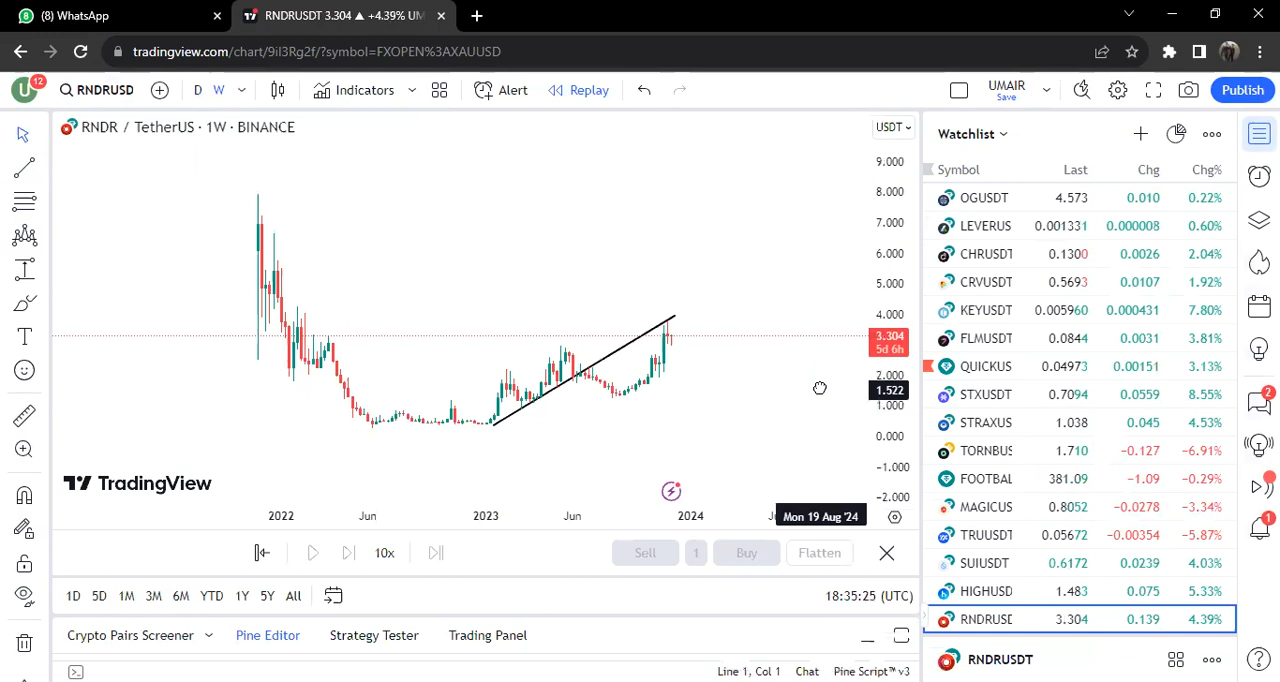 (8) WhatsApp
RNDRUSDT 3.304 ▲ +4.39% UM
tradingview.com/chart/9il3Rg2f/?symbol=FXOPEN%3AXAUUSD
U 12 RNDRUSD D W Indicators Alert Replay UMAIR Save Publish
RNDR / TetherUS · 1W · BINANCE
USDT
9.000
8.000
7.000
6.000
5.000
4.000
3.304
5d 6h
2.000
1.522
1.000
0.000
-1.000
-2.000
TradingView
2022 Jun 2023 Jun 2024 Mon 19 Aug '24
10x Sell 1 Buy Flatten
1D 5D 1M 3M 6M YTD 1Y 5Y All 18:35:25 (UTC)
Crypto Pairs Screener Pine Editor Strategy Tester Trading Panel
Line 1, Col 1 Chat Pine Script™ v3
Watchlist
Symbol Last Chg Chg%
OGUSDT 4.573 0.010 0.22%
LEVERUS 0.001331 0.000008 0.60%
CHRUSDT 0.1300 0.0026 2.04%
CRVUSDT 0.5693 0.0107 1.92%
KEYUSDT 0.005960 0.000431 7.80%
FLMUSDT 0.0844 0.0031 3.81%
QUICKUS 0.04973 0.00151 3.13%
STXUSDT 0.7094 0.0559 8.55%
STRAXUS 1.038 0.045 4.53%
TORNBUS 1.710 -0.127 −6.91%
FOOTBAL 381.09 -1.09 −0.29%
MAGICUS 0.8052 -0.0278 −3.34%
TRUUSDT 0.05672 -0.00354 −5.87%
SUIUSDT 0.6172 0.0239 4.03%
HIGHUSD 1.483 0.075 5.33%
RNDRUSD 3.304 0.139 4.39%
RNDRUSDT
2
1